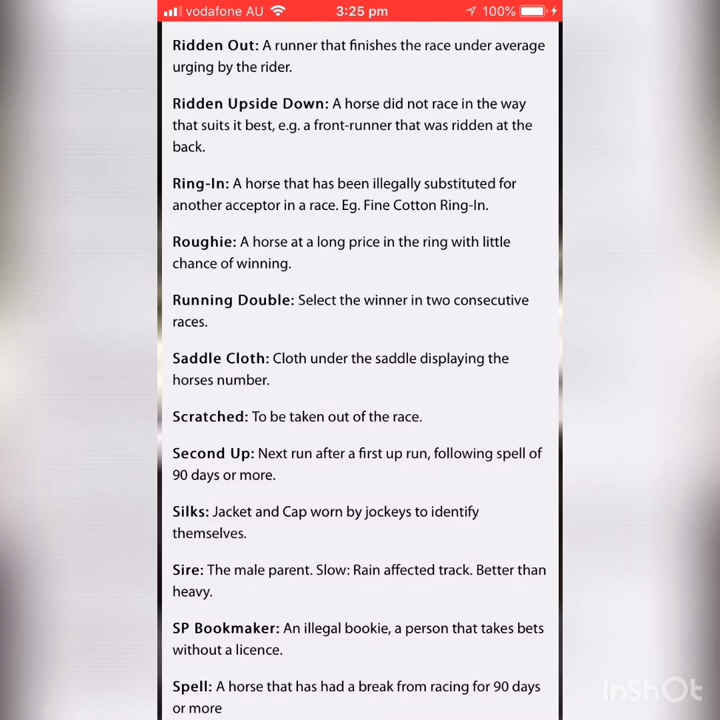 vodafone AU
3:25 pm
100%
Ridden Out: A runner that finishes the race under average
urging by the rider.
Ridden Upside Down: A horse did not race in the way
that suits it best, e.g. a front-runner that was ridden at the
back.
Ring-In: A horse that has been illegally substituted for
another acceptor in a race. Eg. Fine Cotton Ring-In.
Roughie: A horse at a long price in the ring with little
chance of winning.
Running Double: Select the winner in two consecutive
races.
Saddle Cloth: Cloth under the saddle displaying the
horses number.
Scratched: To be taken out of the race.
Second Up: Next run after a first up run, following spell of
90 days or more.
Silks: Jacket and Cap worn by jockeys to identify
themselves.
Sire: The male parent. Slow: Rain affected track. Better than
heavy.
SP Bookmaker: An illegal bookie, a person that takes bets
without a licence.
Spell: A horse that has had a break from racing for 90 days
or more
InShOt